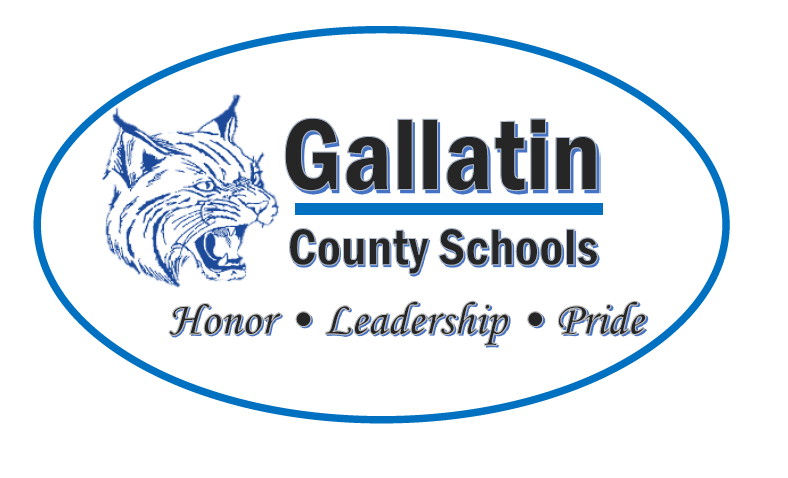 Gallatin
County Schools
Honor • Leadership • Pride